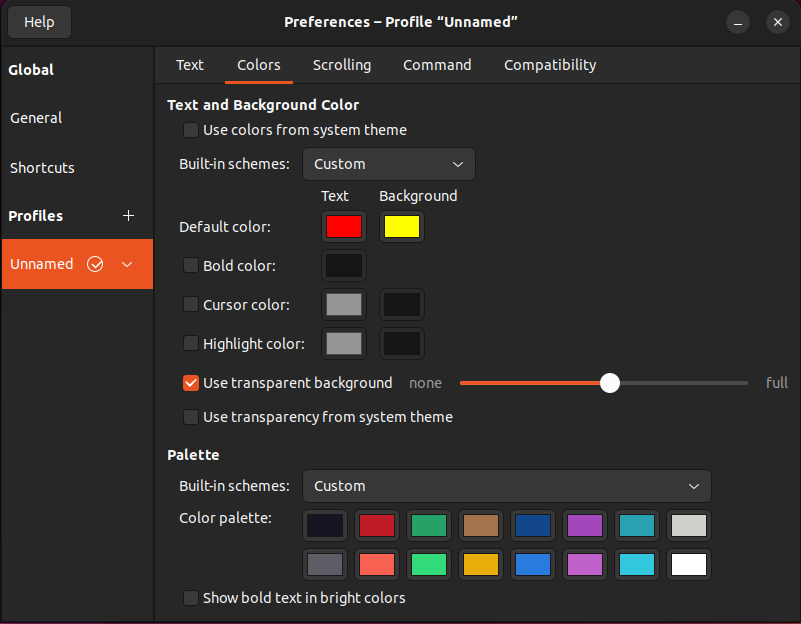 Help
Preferences – Profile “Unnamed”
Global
General
Shortcuts
Profiles
Unnamed
Text Colors Scrolling Command Compatibility
Text and Background Color
Use colors from system theme
Built-in schemes: Custom
Text Background
Default color:
Bold color:
Cursor color:
Highlight color:
Use transparent background none full
Use transparency from system theme
Palette
Built-in schemes: Custom
Color palette:
Show bold text in bright colors